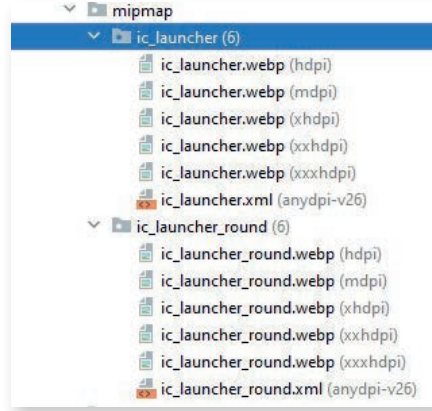 mipmap
ic_launcher (6)
ic_launcher.webp (hdpi)
ic_launcher.webp (mdpi)
ic_launcher.webp (xhdpi)
ic_launcher.webp (xxhdpi)
ic_launcher.webp (xxxhdpi)
ic_launcher.xml (anydpi-v26)
ic_launcher_round (6)
ic_launcher_round.webp (hdpi)
ic_launcher_round.webp (mdpi)
ic_launcher_round.webp (xhdpi)
ic_launcher_round.webp (xxhdpi)
ic_launcher_round.webp (xxxhdpi)
ic_launcher_round.xml (anydpi-v26)